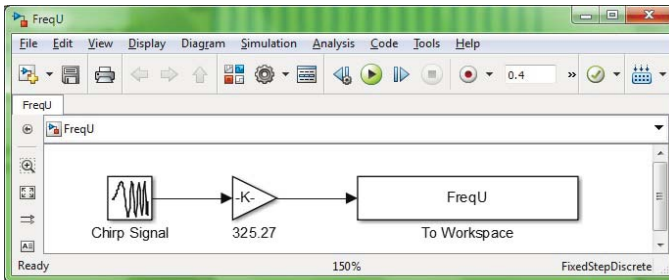 FreqU
File Edit View Display Diagram Simulation Analysis Code Tools Help
0.4 »
FreqU
FreqU
-K-
FreqU
Chirp Signal 325.27 To Workspace
Ready 150% FixedStepDiscrete